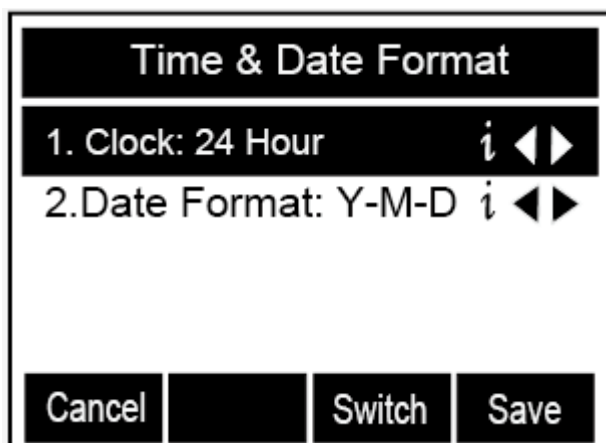 Time & Date Format
1. Clock: 24 Hour i
2.Date Format: Y-M-D i
Cancel Switch Save